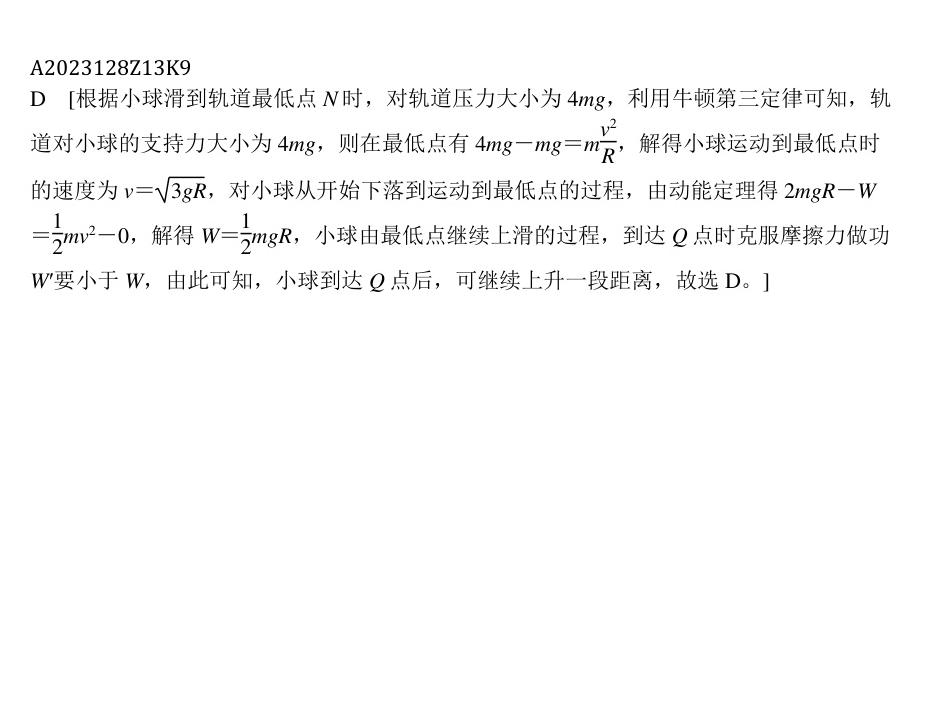 A2023128Z13K9
D [根据小球滑到轨道最低点 N 时，对轨道压力大小为 4mg，利用牛顿第三定律可知，轨
道对小球的支持力大小为 4mg，则在最低点有 4mg－mg＝m\frac{v^2}{R}，解得小球运动到最低点时
的速度为 v＝\sqrt{3gR}，对小球从开始下落到运动到最低点的过程，由动能定理得 2mgR－W
＝\frac{1}{2}mv²－0，解得 W＝\frac{1}{2}mgR，小球由最低点继续上滑的过程，到达 Q 点时克服摩擦力做功
W′要小于 W，由此可知，小球到达 Q 点后，可继续上升一段距离，故选 D。]